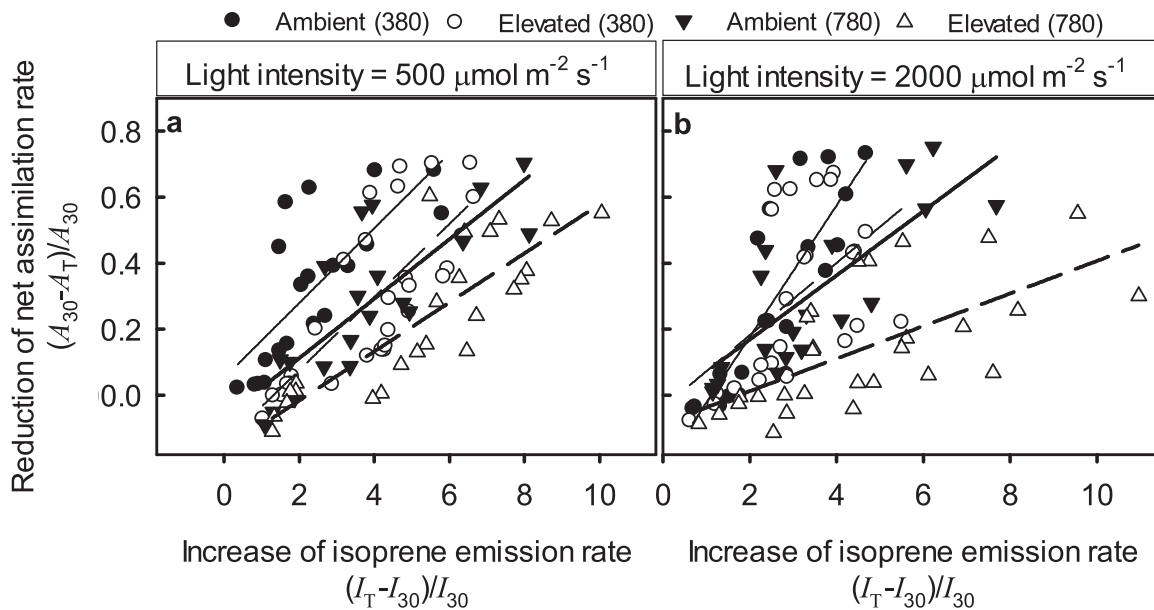 ● Ambient (380) ○ Elevated (380) ▼ Ambient (780) △ Elevated (780)
Light intensity = 500 μmol m⁻² s⁻¹
Light intensity = 2000 μmol m⁻² s⁻¹
a
b
Reduction of net assimilation rate
(A₃₀-A_T)/A₃₀
0.8
0.6
0.4
0.2
0.0
0 2 4 6 8 10
0 2 4 6 8 10
Increase of isoprene emission rate
(I_T-I₃₀)/I₃₀
Increase of isoprene emission rate
(I_T-I₃₀)/I₃₀